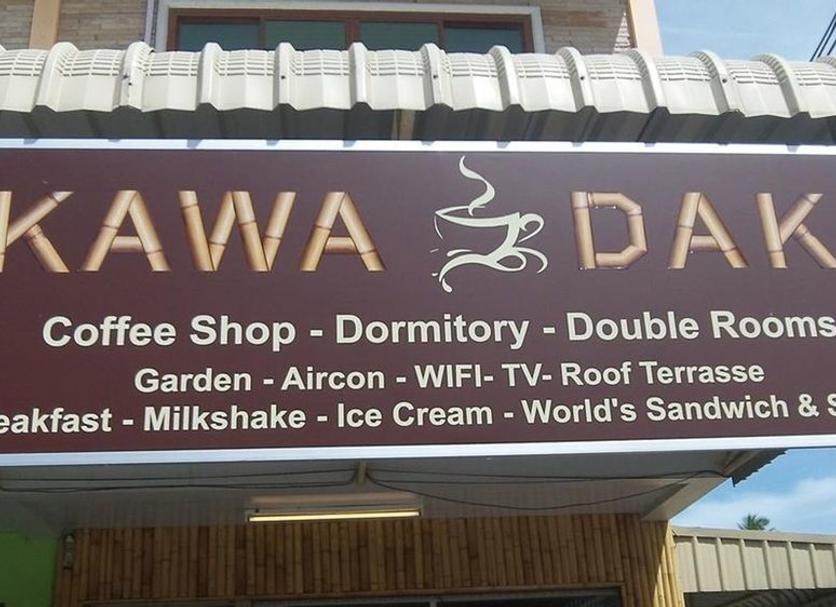 KAWA DAK
Coffee Shop - Dormitory - Double Rooms
Garden - Aircon - WIFI- TV- Roof Terrasse
eakfast - Milkshake - Ice Cream - World's Sandwich & S